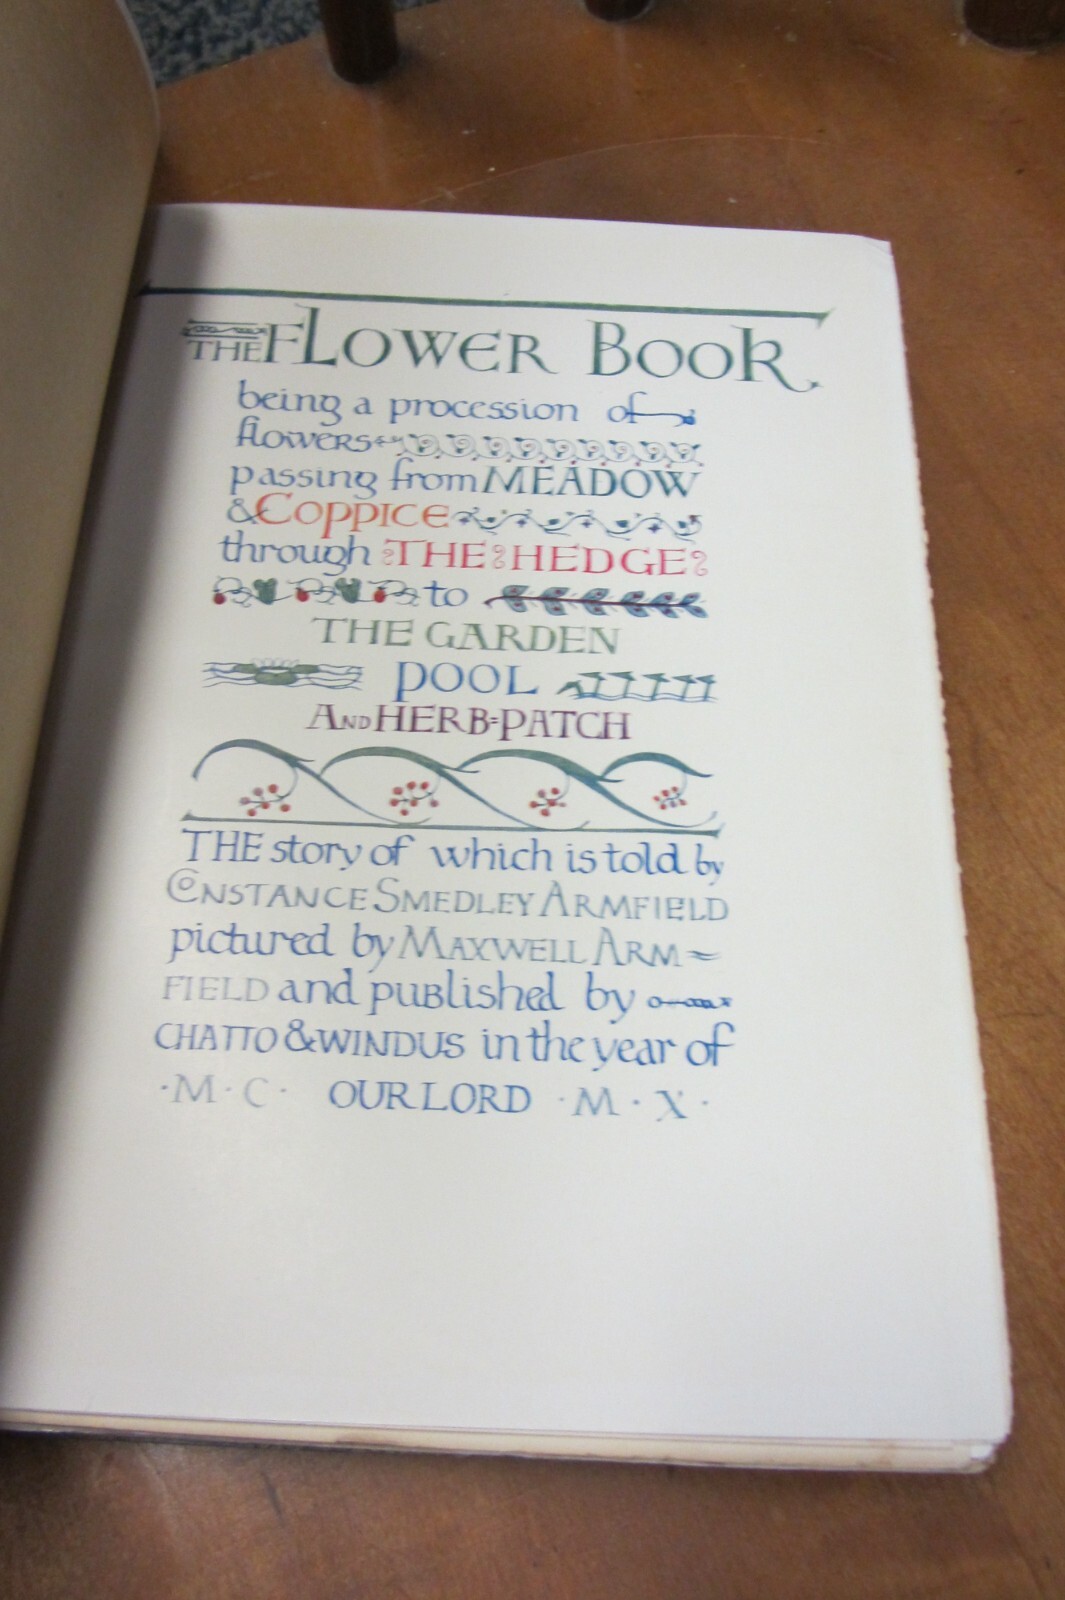 THE FLOWER BOOK
being a procession of
flowers
passing from MEADOW
& COPPICE
through THE HEDGE
to
THE GARDEN
POOL
AND HERB=PATCH
THE story of which is told by
CONSTANCE SMEDLEY ARMFIELD
pictured by MAXWELL ARM=
FIELD and published by
CHATTO & WINDUS in the year of
·M·C· OUR LORD ·M·X·